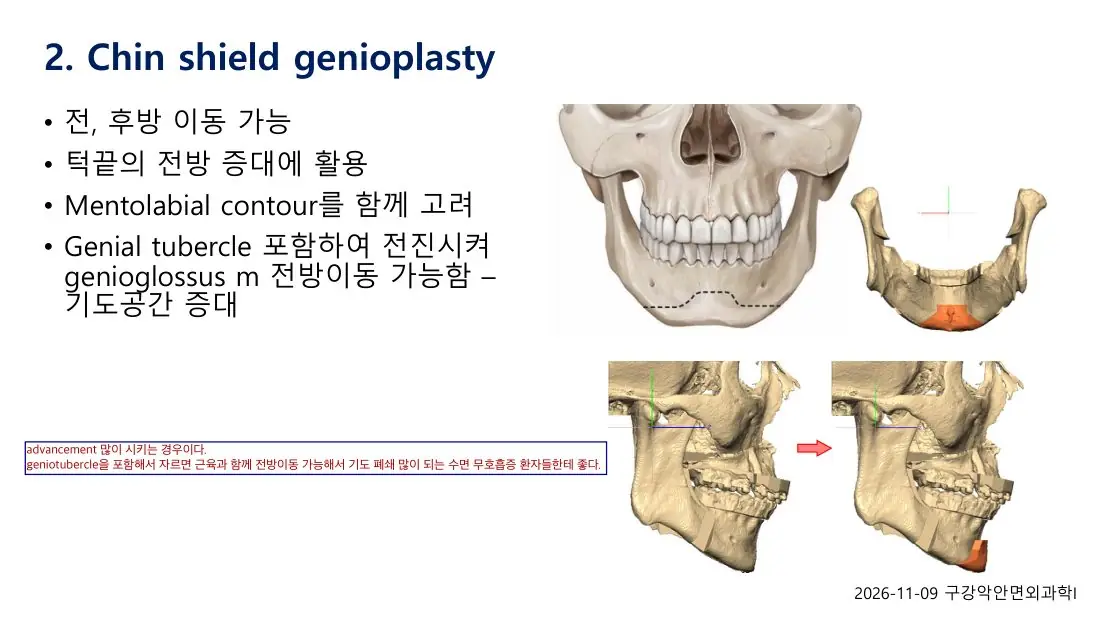 2. Chin shield genioplasty
• 전, 후방 이동 가능
• 턱끝의 전방 증대에 활용
• Mentolabial contour를 함께 고려
• Genial tubercle 포함하여 전진시켜
genioglossus m 전방이동 가능함 –
기도공간 증대
advancement 많이 시키는 경우이다.
geniotubercle을 포함해서 자르면 근육과 함께 전방이동 가능해서 기도 폐쇄 많이 되는 수면 무호흡증 환자들한테 좋다.
2026-11-09 구강악안면외과학I